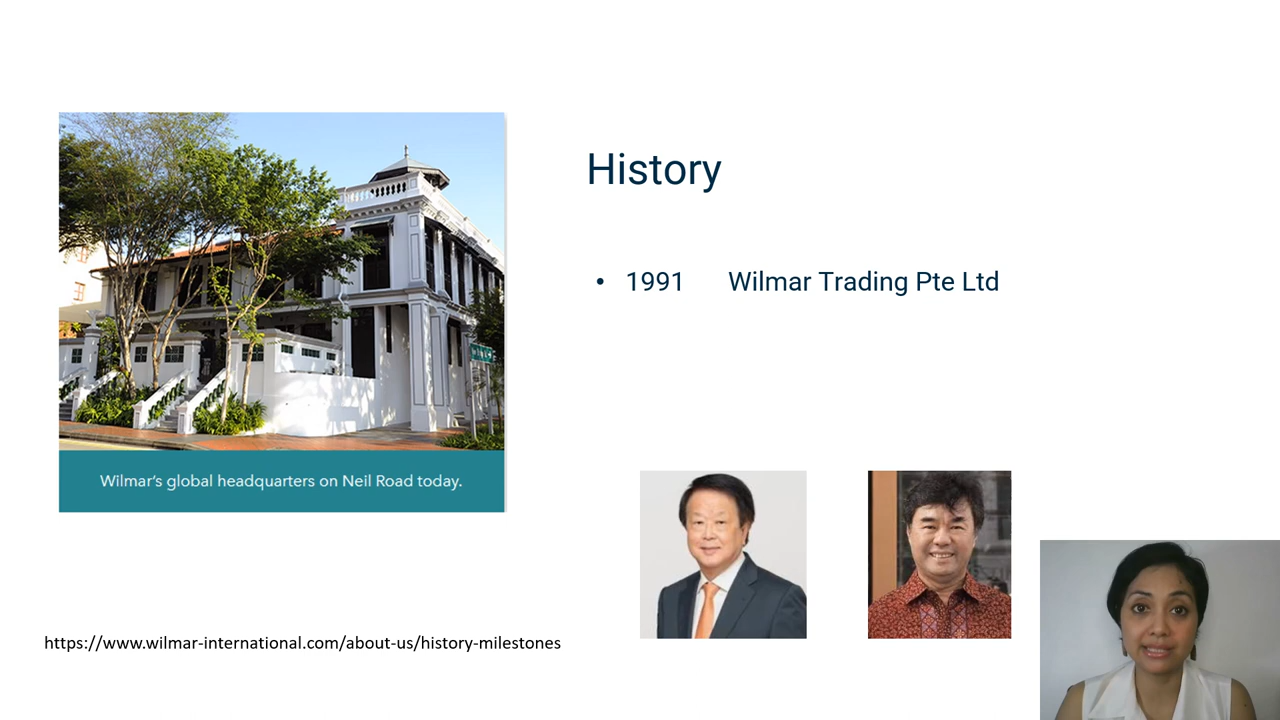 History
• 1991 Wilmar Trading Pte Ltd
Wilmar's global headquarters on Neil Road today.
https://www.wilmar-international.com/about-us/history-milestones